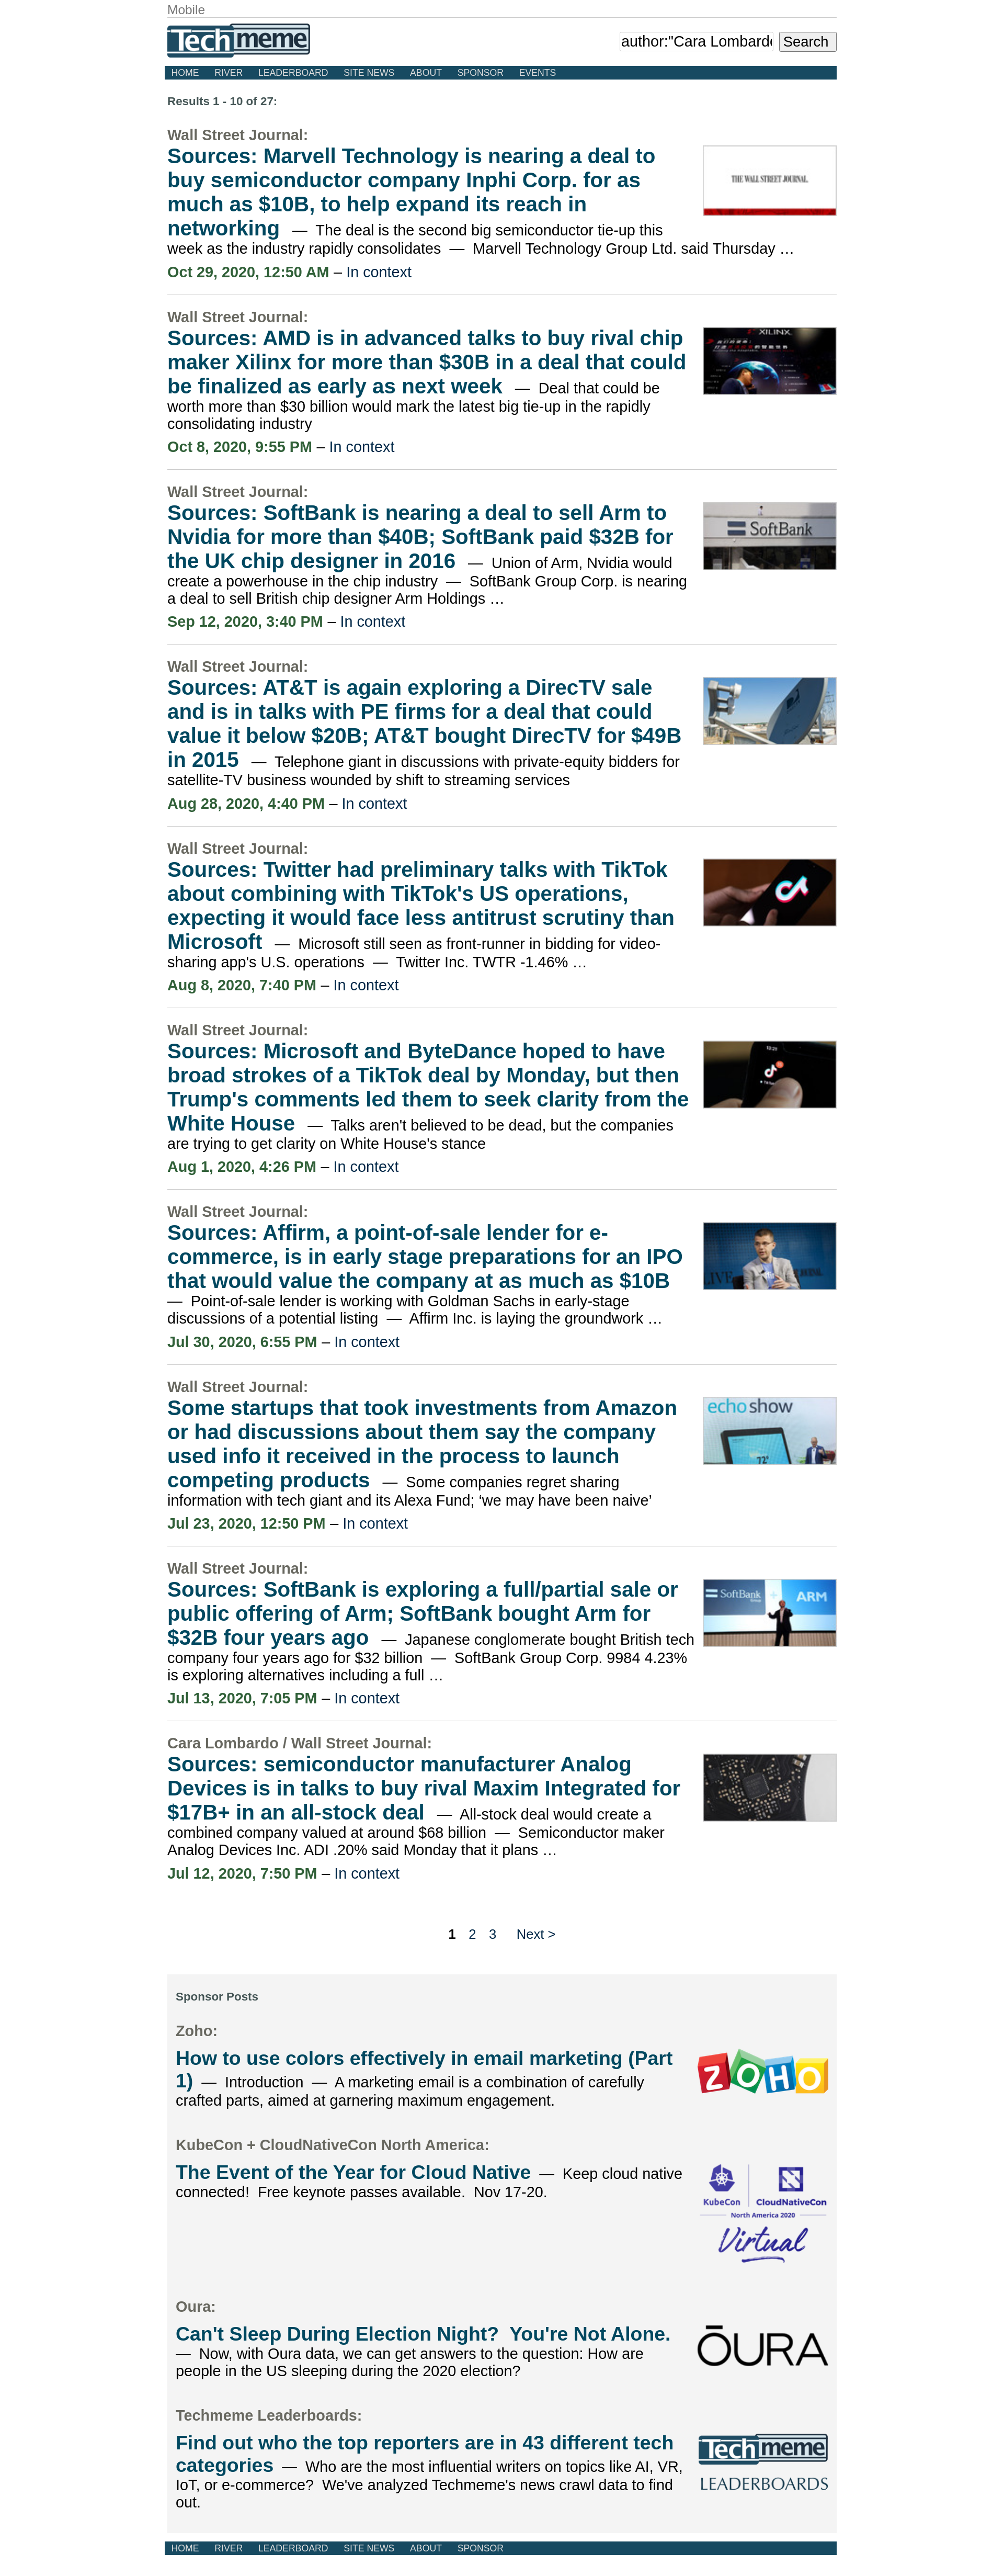 Mobile
Techmeme
author:"Cara Lombard
Search
HOME RIVER LEADERBOARD SITE NEWS ABOUT SPONSOR EVENTS
Results 1 - 10 of 27:
Wall Street Journal:
Sources: Marvell Technology is nearing a deal to
buy semiconductor company Inphi Corp. for as
much as $10B, to help expand its reach in
networking — The deal is the second big semiconductor tie-up this
week as the industry rapidly consolidates — Marvell Technology Group Ltd. said Thursday …
THE WALL STREET JOURNAL.
Oct 29, 2020, 12:50 AM – In context
Wall Street Journal:
Sources: AMD is in advanced talks to buy rival chip
maker Xilinx for more than $30B in a deal that could
be finalized as early as next week — Deal that could be
worth more than $30 billion would mark the latest big tie-up in the rapidly
consolidating industry
XILINX
Oct 8, 2020, 9:55 PM – In context
Wall Street Journal:
Sources: SoftBank is nearing a deal to sell Arm to
Nvidia for more than $40B; SoftBank paid $32B for
the UK chip designer in 2016 — Union of Arm, Nvidia would
create a powerhouse in the chip industry — SoftBank Group Corp. is nearing
a deal to sell British chip designer Arm Holdings …
SoftBank
Sep 12, 2020, 3:40 PM – In context
Wall Street Journal:
Sources: AT&T is again exploring a DirecTV sale
and is in talks with PE firms for a deal that could
value it below $20B; AT&T bought DirecTV for $49B
in 2015 — Telephone giant in discussions with private-equity bidders for
satellite-TV business wounded by shift to streaming services
Aug 28, 2020, 4:40 PM – In context
Wall Street Journal:
Sources: Twitter had preliminary talks with TikTok
about combining with TikTok's US operations,
expecting it would face less antitrust scrutiny than
Microsoft — Microsoft still seen as front-runner in bidding for video-
sharing app's U.S. operations — Twitter Inc. TWTR -1.46% …
Aug 8, 2020, 7:40 PM – In context
Wall Street Journal:
Sources: Microsoft and ByteDance hoped to have
broad strokes of a TikTok deal by Monday, but then
Trump's comments led them to seek clarity from the
White House — Talks aren't believed to be dead, but the companies
are trying to get clarity on White House's stance
Aug 1, 2020, 4:26 PM – In context
Wall Street Journal:
Sources: Affirm, a point-of-sale lender for e-
commerce, is in early stage preparations for an IPO
that would value the company at as much as $10B
— Point-of-sale lender is working with Goldman Sachs in early-stage
discussions of a potential listing — Affirm Inc. is laying the groundwork …
Jul 30, 2020, 6:55 PM – In context
Wall Street Journal:
Some startups that took investments from Amazon
or had discussions about them say the company
used info it received in the process to launch
competing products — Some companies regret sharing
information with tech giant and its Alexa Fund; ‘we may have been naive’
echo show
72°
Jul 23, 2020, 12:50 PM – In context
Wall Street Journal:
Sources: SoftBank is exploring a full/partial sale or
public offering of Arm; SoftBank bought Arm for
$32B four years ago — Japanese conglomerate bought British tech
company four years ago for $32 billion — SoftBank Group Corp. 9984 4.23%
is exploring alternatives including a full …
SoftBank ARM
Jul 13, 2020, 7:05 PM – In context
Cara Lombardo / Wall Street Journal:
Sources: semiconductor manufacturer Analog
Devices is in talks to buy rival Maxim Integrated for
$17B+ in an all-stock deal — All-stock deal would create a
combined company valued at around $68 billion — Semiconductor maker
Analog Devices Inc. ADI .20% said Monday that it plans …
Jul 12, 2020, 7:50 PM – In context
1 2 3 Next >
Sponsor Posts
Zoho:
How to use colors effectively in email marketing (Part
1) — Introduction — A marketing email is a combination of carefully
crafted parts, aimed at garnering maximum engagement.
ZOHO
KubeCon + CloudNativeCon North America:
The Event of the Year for Cloud Native — Keep cloud native
connected! Free keynote passes available. Nov 17-20.
KubeCon CloudNativeCon
North America 2020
Virtual
Oura:
Can't Sleep During Election Night? You're Not Alone.
— Now, with Oura data, we can get answers to the question: How are
people in the US sleeping during the 2020 election?
ŌURA
Techmeme Leaderboards:
Find out who the top reporters are in 43 different tech
categories — Who are the most influential writers on topics like AI, VR,
IoT, or e-commerce? We've analyzed Techmeme's news crawl data to find
out.
Techmeme
LEADERBOARDS
HOME RIVER LEADERBOARD SITE NEWS ABOUT SPONSOR